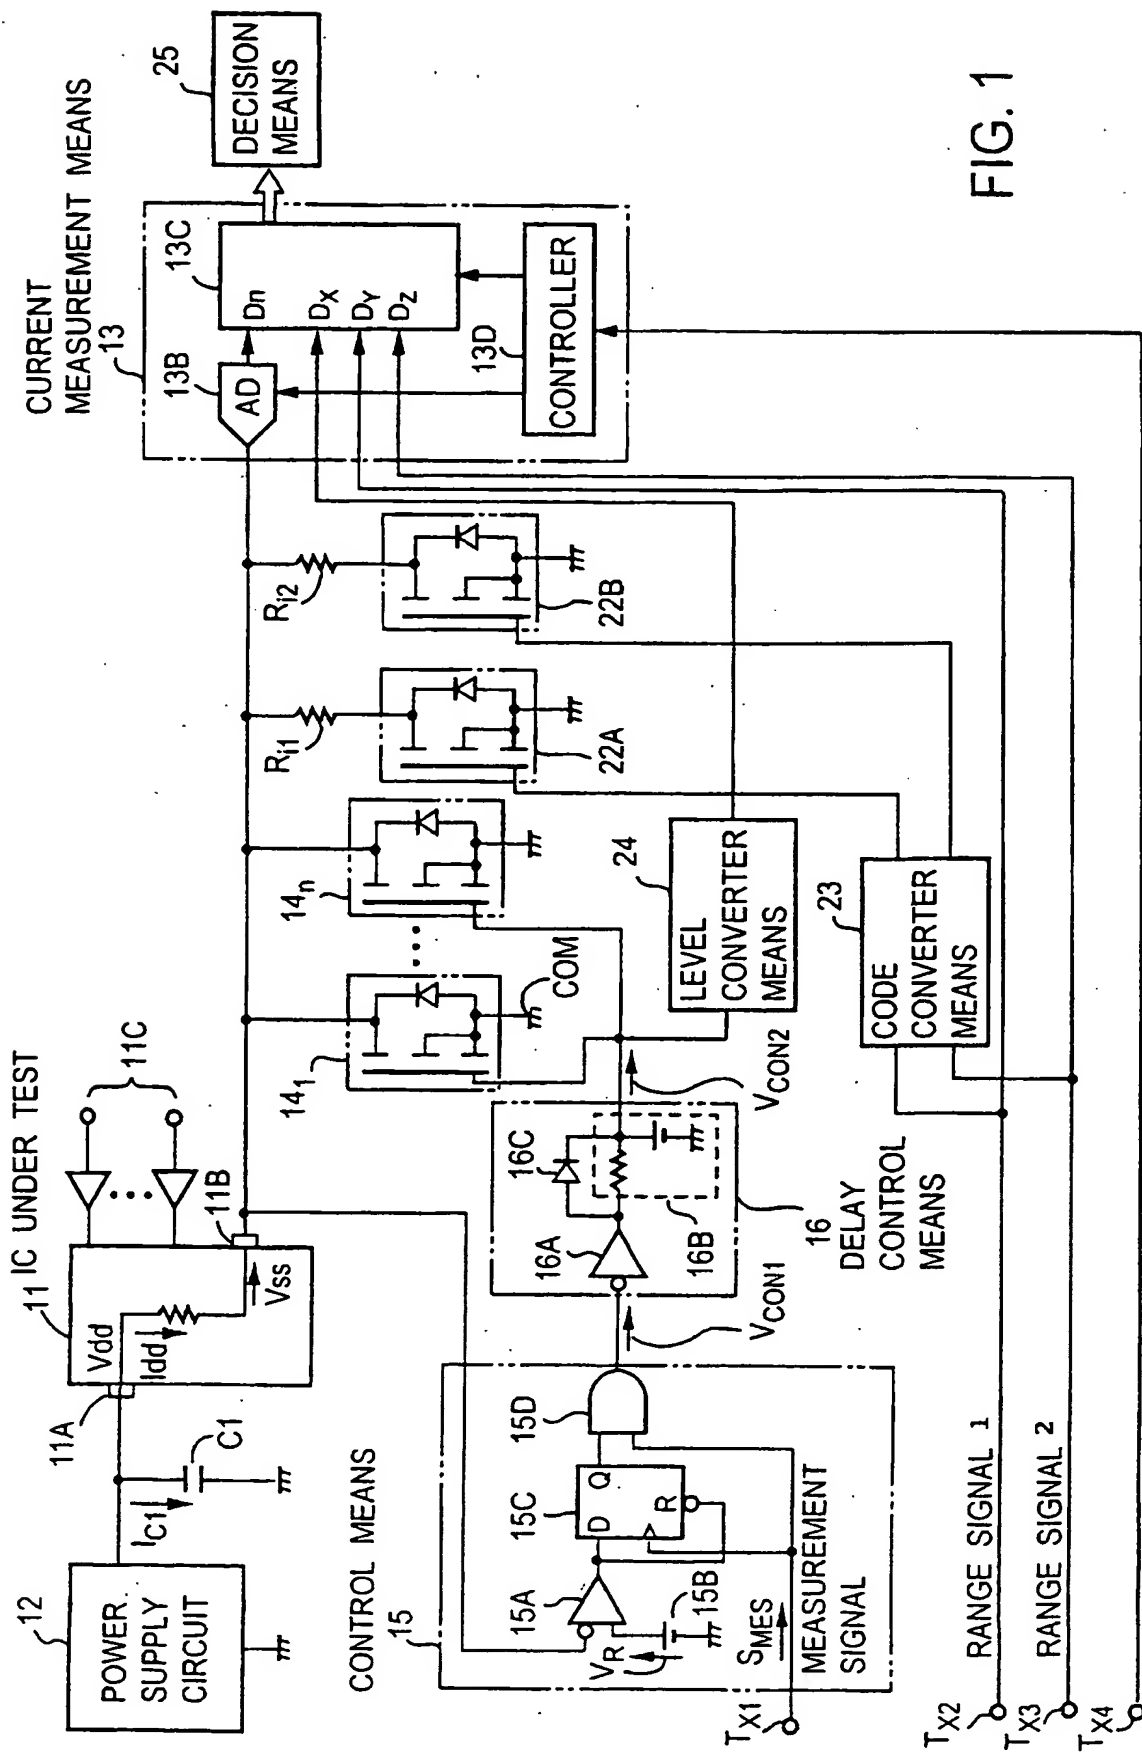 12
POWER
SUPPLY
CIRCUIT
IC1
C1
11A
11
IC UNDER TEST
Vdd
Idd
VSS
11B
11C
CURRENT
MEASUREMENT MEANS
13
13B
AD
13C
Dn
DX
DY
DZ
13D
CONTROLLER
25
DECISION
MEANS
Ri1
Ri2
22A
22B
141
14n
COM
CONTROL MEANS
15
15A
VR
15B
15C
D
Q
R
15D
SMES
MEASUREMENT
SIGNAL
TX1
VCON1
16A
16B
16C
16
DELAY
CONTROL
MEANS
VCON2
24
LEVEL
CONVERTER
MEANS
23
CODE
CONVERTER
MEANS
TX2
RANGE SIGNAL 1
TX3
RANGE SIGNAL 2
TX4
FIG. 1